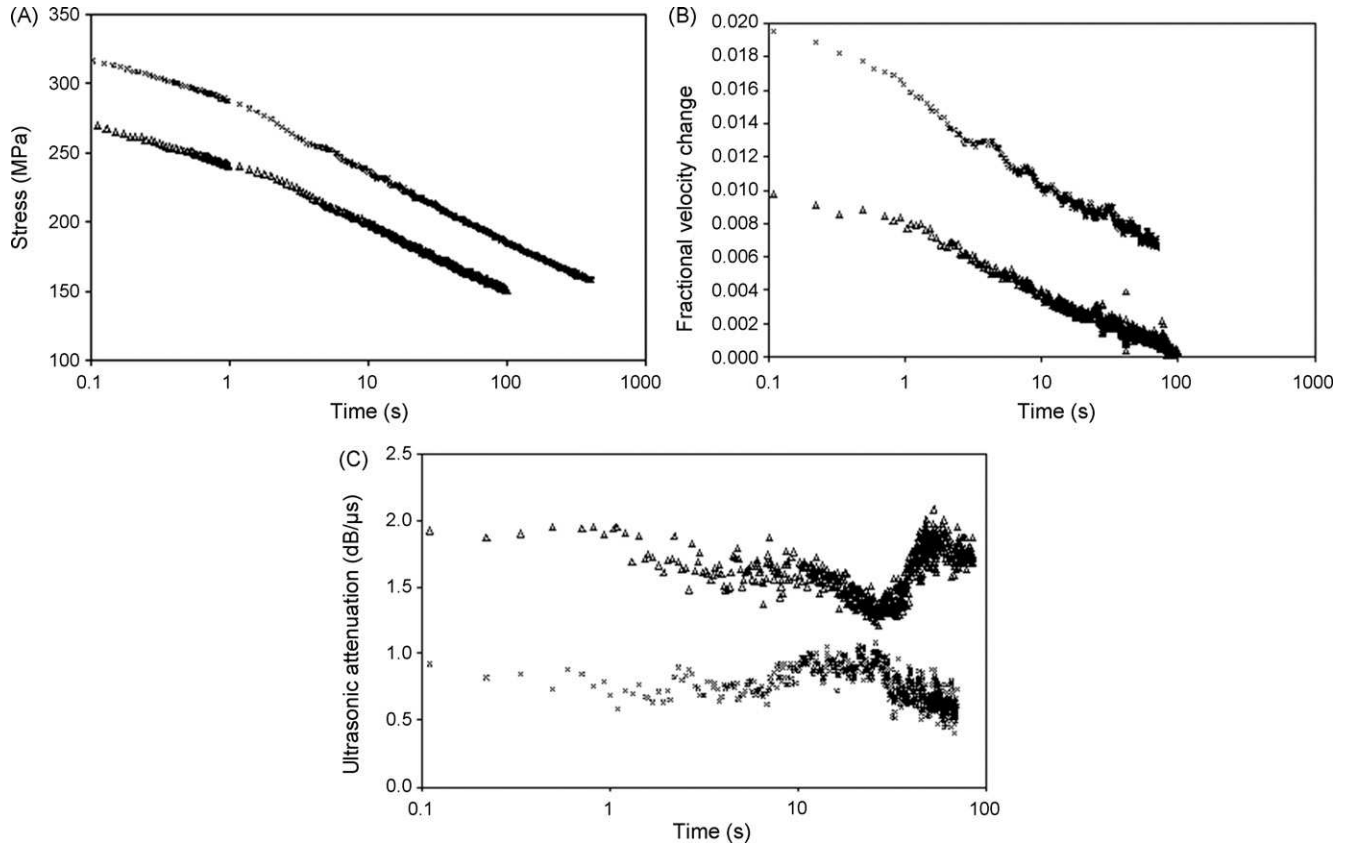 (A)
350
300
250
200
150
100
Stress (MPa)
0.1 1 10 100 1000
Time (s)
(B)
0.020
0.018
0.016
0.014
0.012
0.010
0.008
0.006
0.004
0.002
0.000
Fractional velocity change
0.1 1 10 100 1000
Time (s)
(C)
2.5
2.0
1.5
1.0
0.5
0.0
Ultrasonic attenuation (dB/μs)
0.1 1 10 100
Time (s)